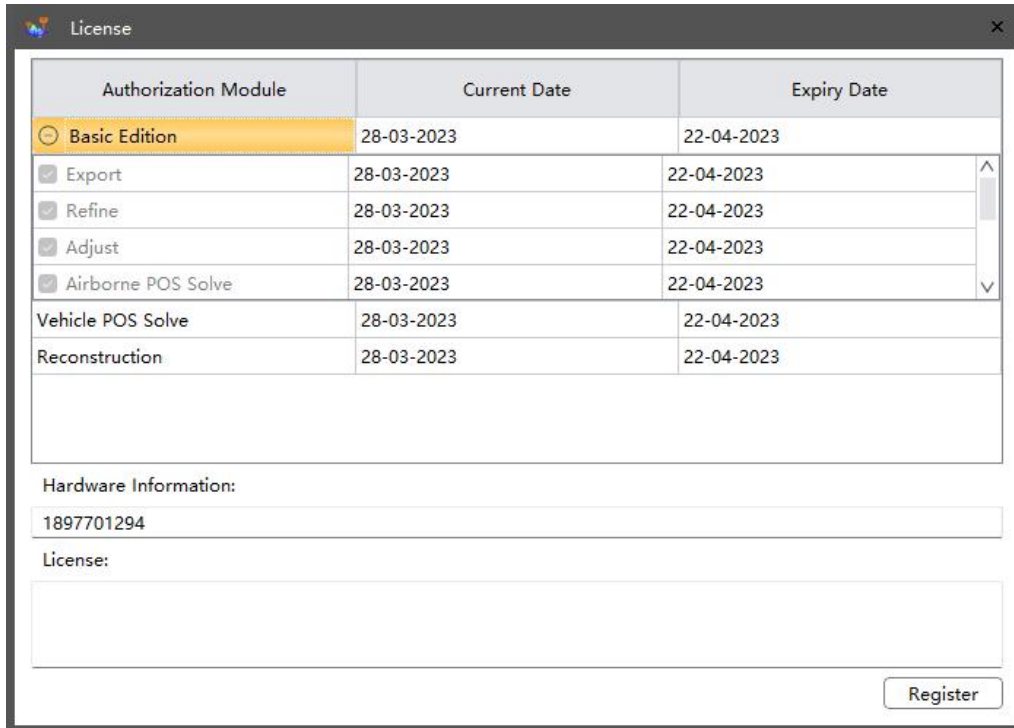 License
Authorization Module Current Date Expiry Date
Basic Edition 28-03-2023 22-04-2023
Export 28-03-2023 22-04-2023
Refine 28-03-2023 22-04-2023
Adjust 28-03-2023 22-04-2023
Airborne POS Solve 28-03-2023 22-04-2023
Vehicle POS Solve 28-03-2023 22-04-2023
Reconstruction 28-03-2023 22-04-2023
Hardware Information:
1897701294
License:
Register